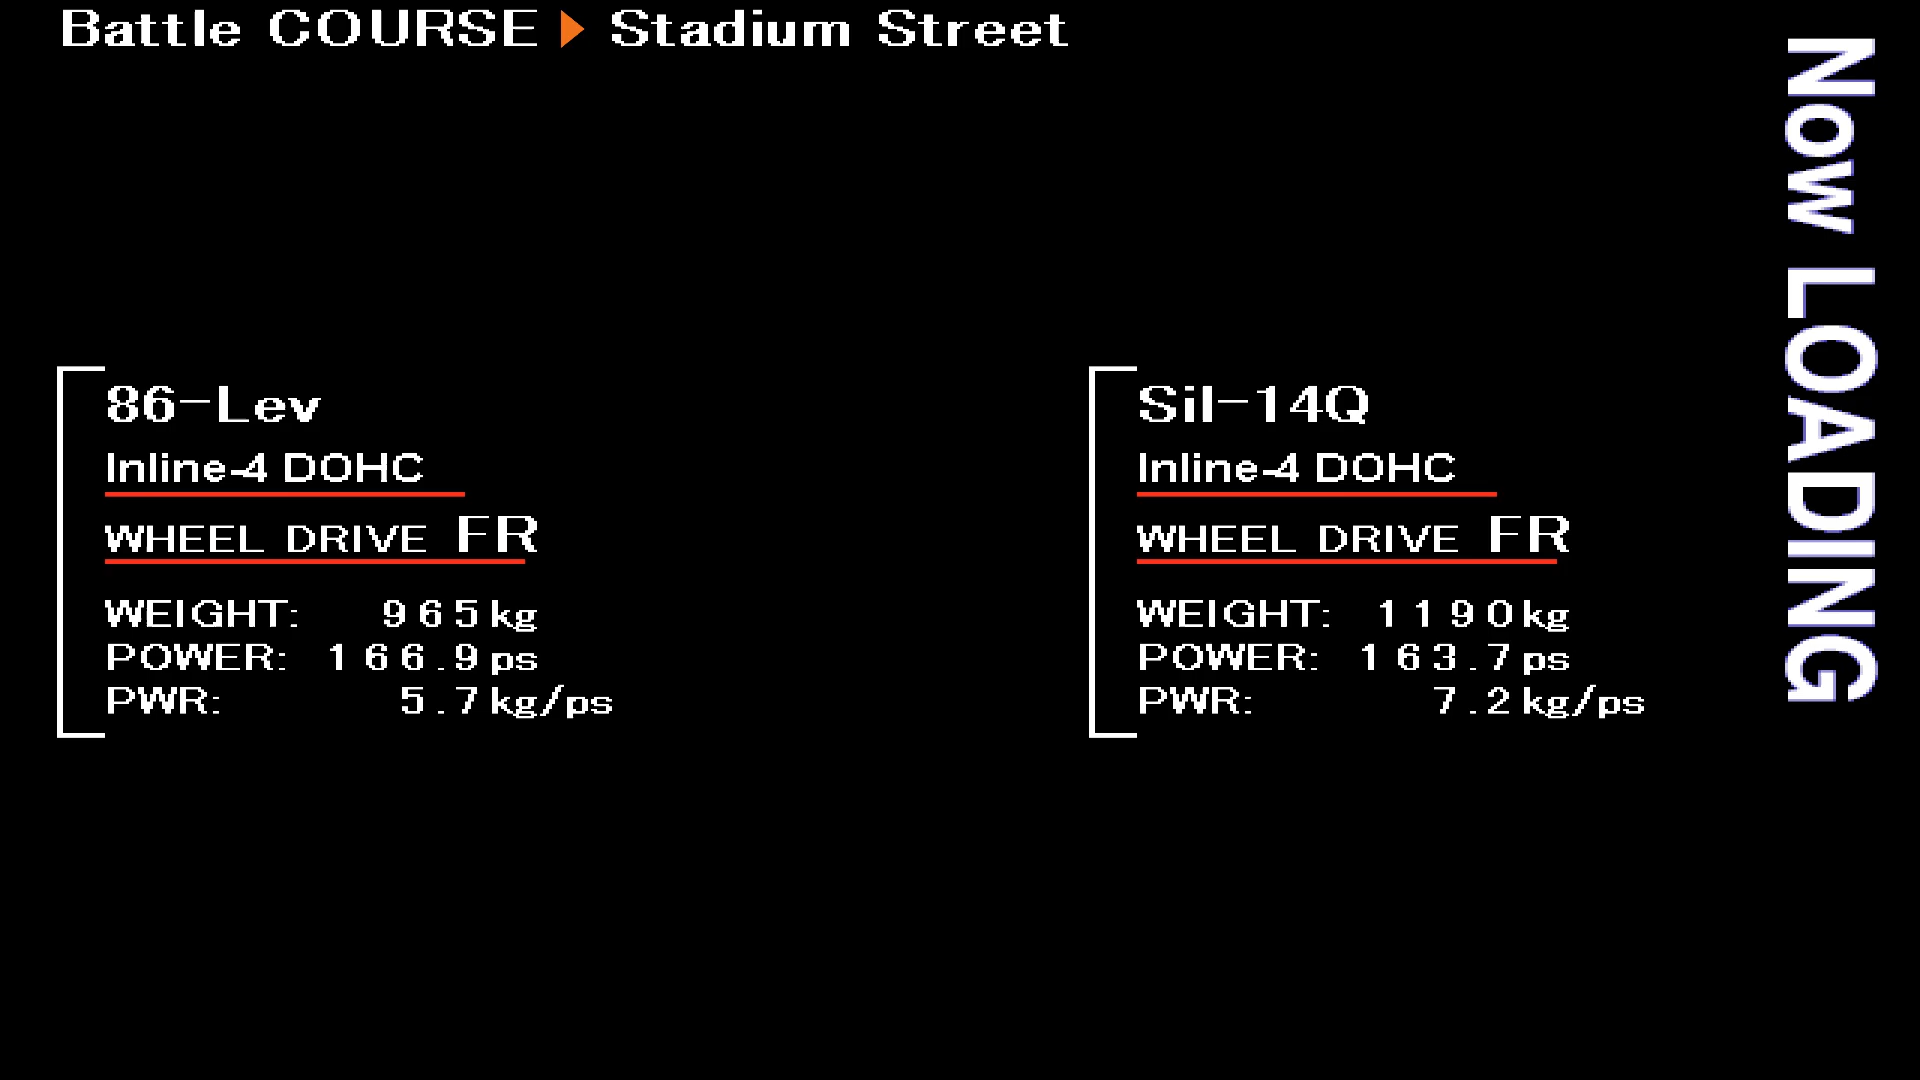 Battle COURSE ▶ Stadium Street
Now LOADING
86-Lev
Inline-4 DOHC
WHEEL DRIVE FR
WEIGHT: 965kg
POWER: 166.9ps
PWR: 5.7kg/ps
Sil-14Q
Inline-4 DOHC
WHEEL DRIVE FR
WEIGHT: 1190kg
POWER: 163.7ps
PWR: 7.2kg/ps